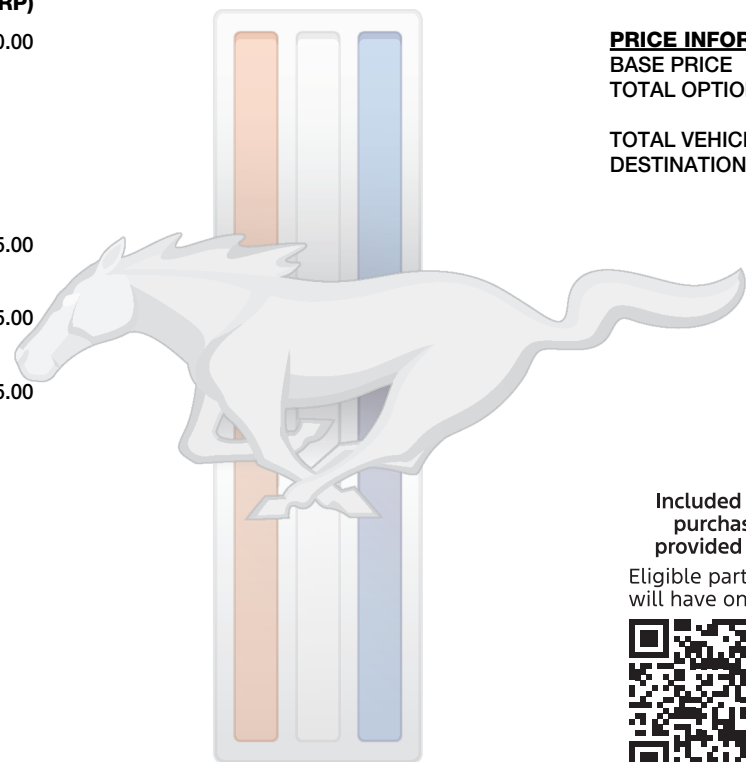 RP)
0.00
5.00
5.00
5.00
PRICE INFOR
BASE PRICE
TOTAL OPTIO
TOTAL VEHICL
DESTINATION
Included
purchas
provided
Eligible part
will have on